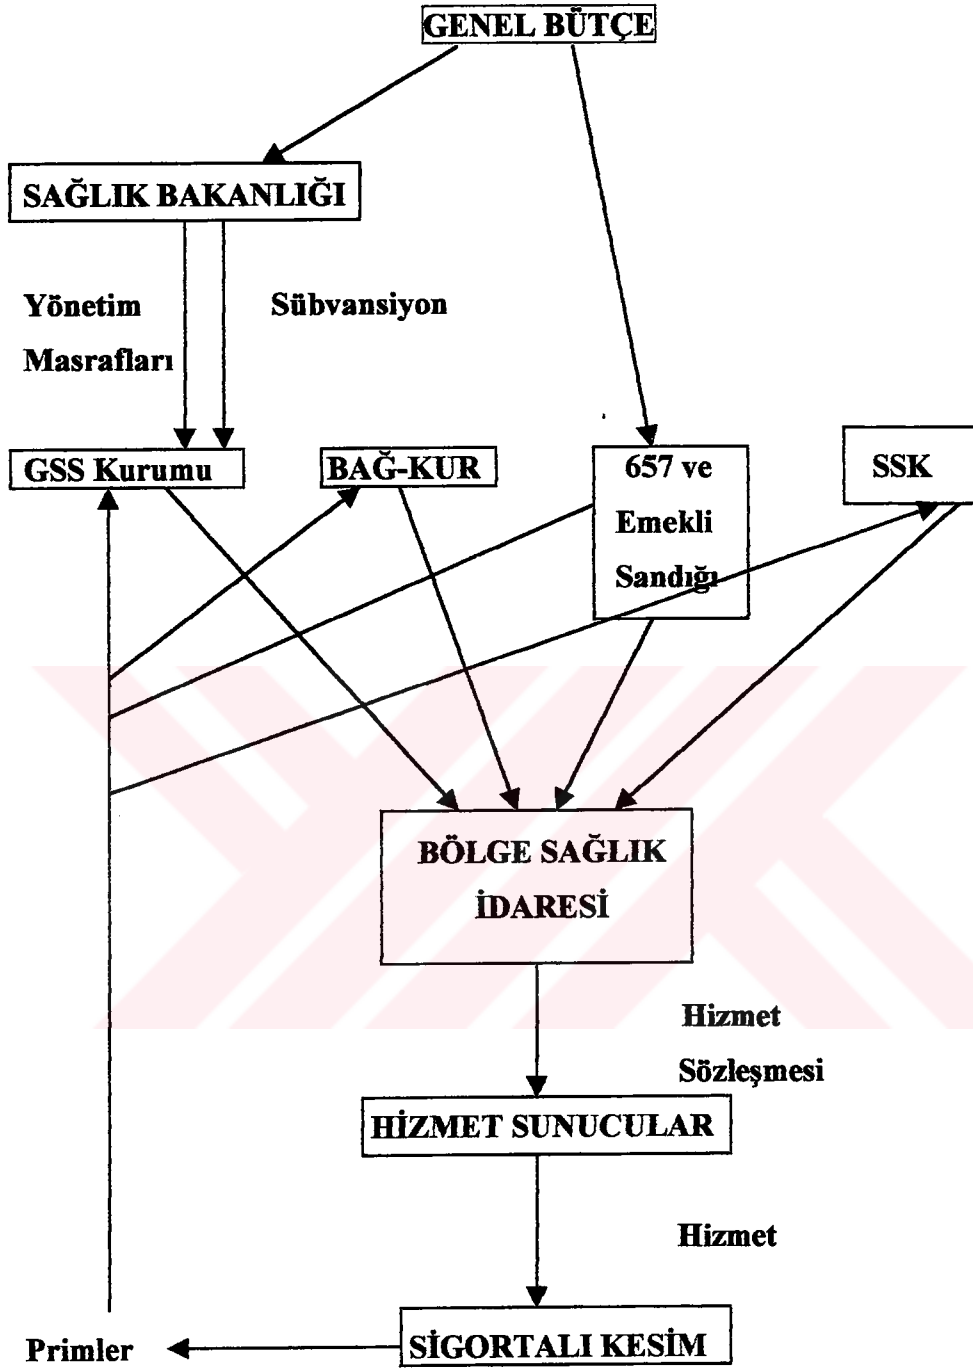 GENEL BÜTÇE
SAĞLIK BAKANLIĞI
Yönetim
Masrafları
Sübvansiyon
GSS Kurumu
BAĞ-KUR
657 ve
Emekli
Sandığı
SSK
BÖLGE SAĞLIK
İDARESİ
Hizmet
Sözleşmesi
HİZMET SUNUCULAR
Hizmet
SİGORTALI KESİM
Primler